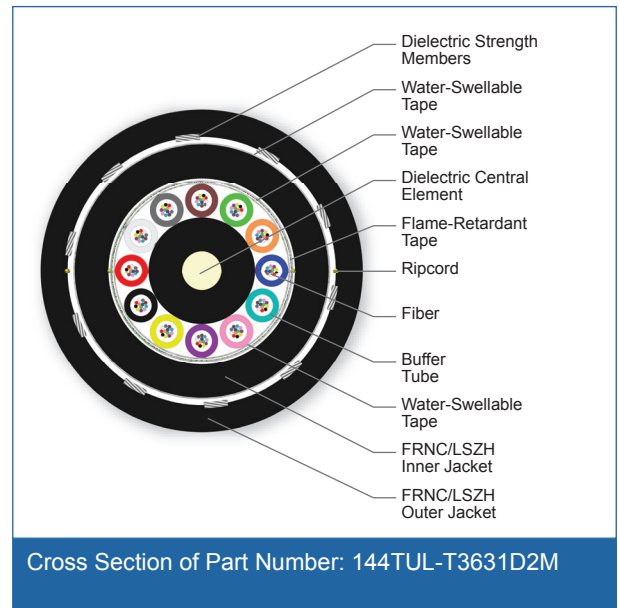 Dielectric Strength
Members
Water-Swellable
Tape
Water-Swellable
Tape
Dielectric Central
Element
Flame-Retardant
Tape
Ripcord
Fiber
Buffer
Tube
Water-Swellable
Tape
FRNC/LSZH
Inner Jacket
FRNC/LSZH
Outer Jacket
Cross Section of Part Number: 144TUL-T3631D2M